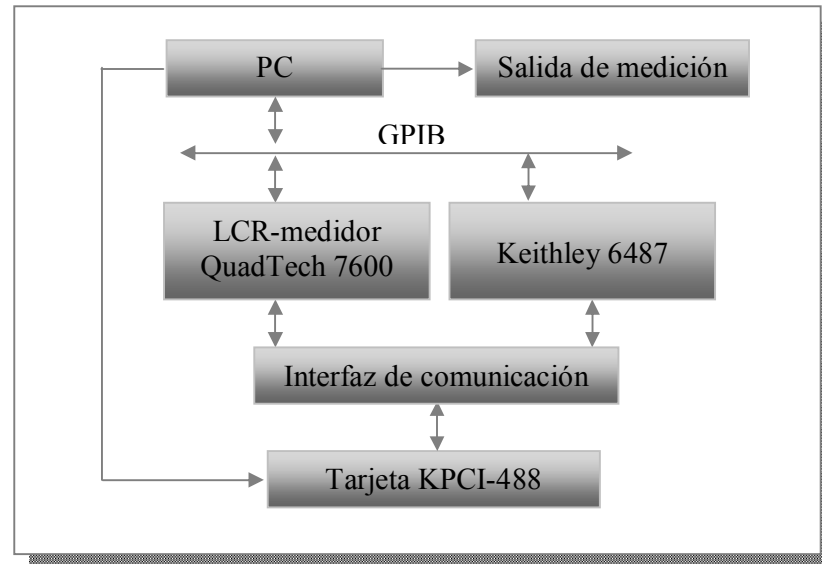 PC
Salida de medición
GPIB
LCR-medidor
QuadTech 7600
Keithley 6487
Interfaz de comunicación
Tarjeta KPCI-488